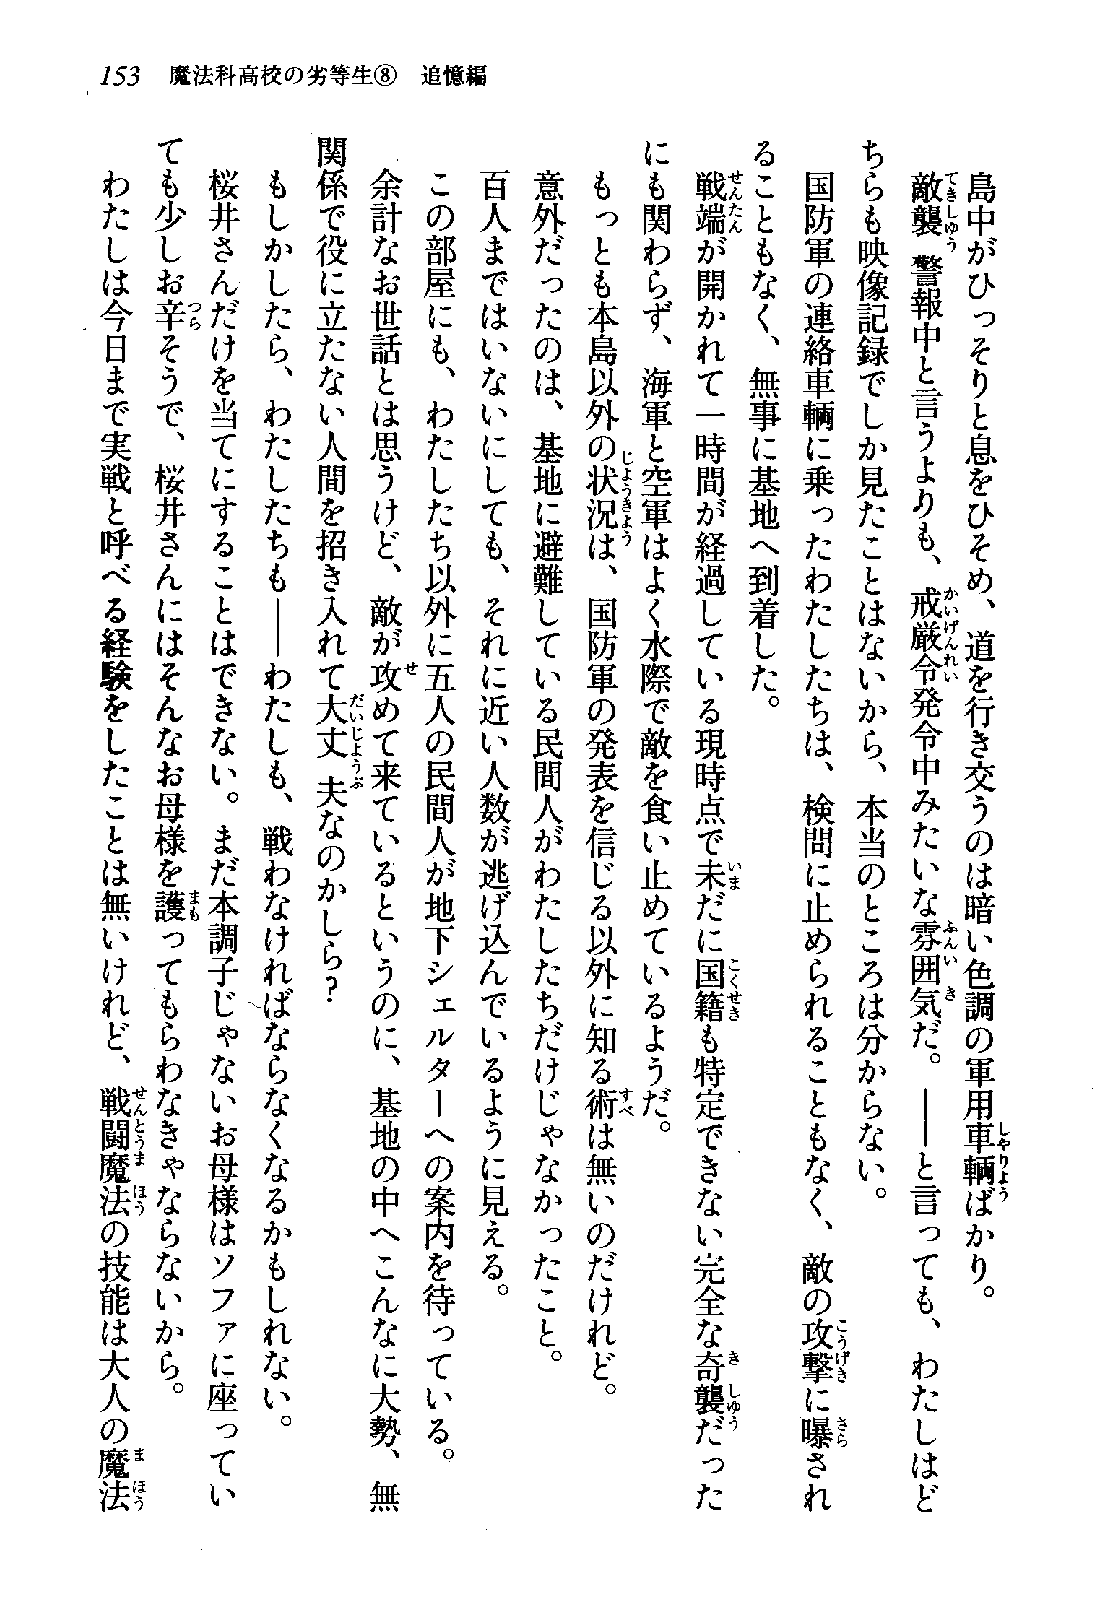 153　魔法科高校の劣等生⑧　追憶編
島中がひっそりと息をひそめ、道を行き交うのは暗い色調の軍用車輌ばかり。
敵襲警報中と言うよりも、戒厳令発令中みたいな雰囲気だ。――と言っても、わたしはど
ちらも映像記録でしか見たことはないから、本当のところは分からない。
国防軍の連絡車輌に乗ったわたしたちは、検問に止められることもなく、敵の攻撃に曝され
ることもなく、無事に基地へ到着した。
戦端が開かれて一時間が経過している現時点で未だに国籍も特定できない完全な奇襲だった
にも関わらず、海軍と空軍はよく水際で敵を食い止めているようだ。
もっとも本島以外の状況は、国防軍の発表を信じる以外に知る術は無いのだけれど。
意外だったのは、基地に避難している民間人がわたしたちだけじゃなかったこと。
百人まではいないにしても、それに近い人数が逃げ込んでいるように見える。
この部屋にも、わたしたち以外に五人の民間人が地下シェルターへの案内を待っている。
余計なお世話とは思うけど、敵が攻めて来ているというのに、基地の中へこんなに大勢、無
関係で役に立たない人間を招き入れて大丈夫なのかしら？
もしかしたら、わたしたちも――わたしも、戦わなければならなくなるかもしれない。
桜井さんだけを当てにすることはできない。まだ本調子じゃないお母様はソファに座ってい
ても少しお辛そうで、桜井さんにはそんなお母様を護ってもらわなきゃならないから。
わたしは今日まで実戦と呼べる経験をしたことは無いけれど、戦闘魔法の技能は大人の魔法